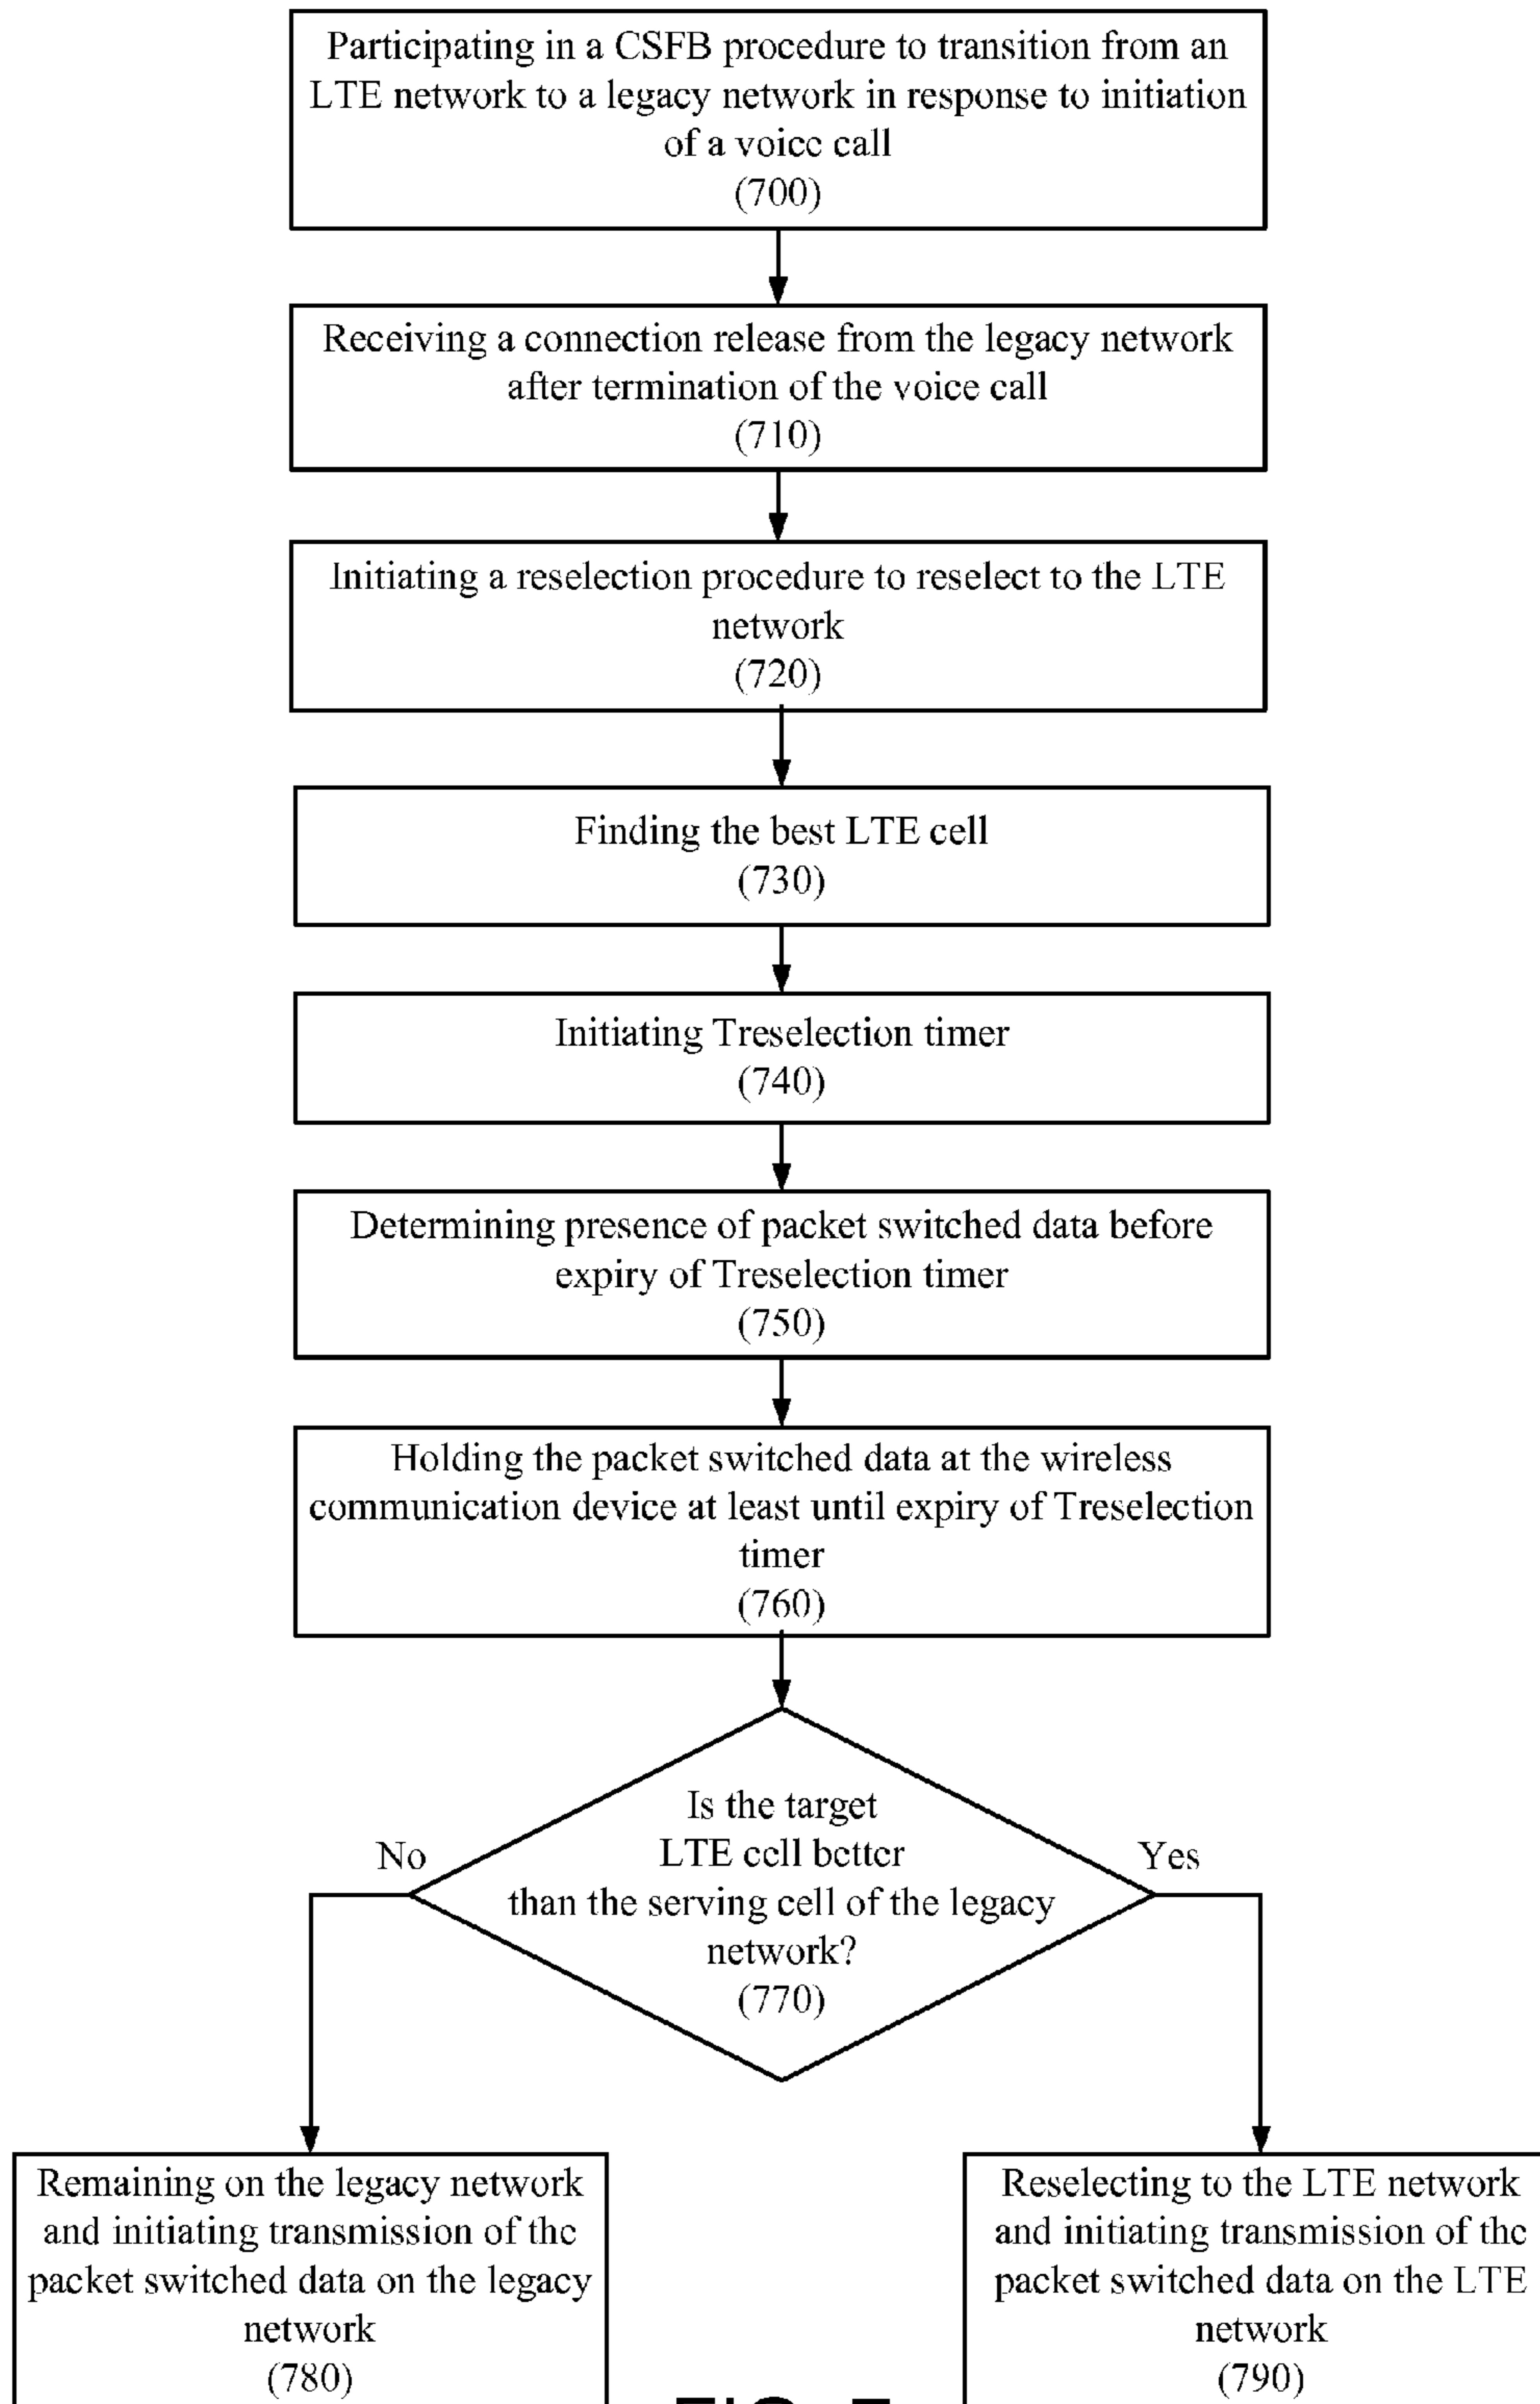 Participating in a CSFB procedure to transition from an
LTE network to a legacy network in response to initiation
of a voice call
(700)
Receiving a connection release from the legacy network
after termination of the voice call
(710)
Initiating a reselection procedure to reselect to the LTE
network
(720)
Finding the best LTE cell
(730)
Initiating Treselection timer
(740)
Determining presence of packet switched data before
expiry of Treselection timer
(750)
Holding the packet switched data at the wireless
communication device at least until expiry of Treselection
timer
(760)
Is the target
LTE cell better
than the serving cell of the legacy
network?
(770)
No
Yes
Remaining on the legacy network
and initiating transmission of the
packet switched data on the legacy
network
(780)
Reselecting to the LTE network
and initiating transmission of the
packet switched data on the LTE
network
(790)